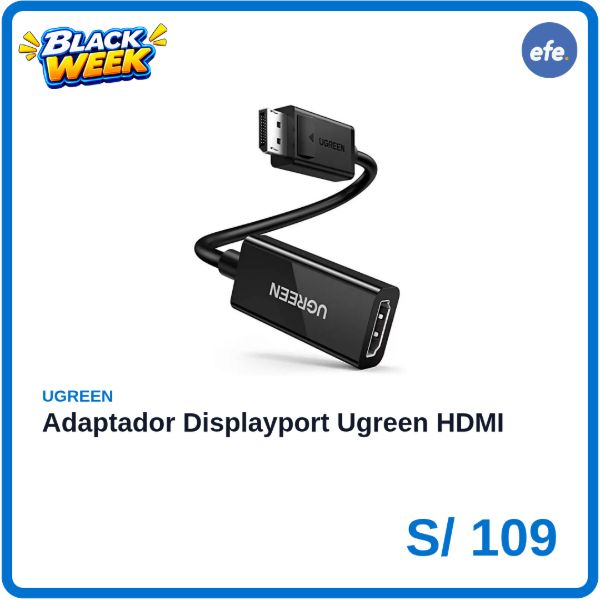 BLACK
WEEK
efe.
UGREEN
UGREEN
UGREEN
Adaptador Displayport Ugreen HDMI
S/ 109